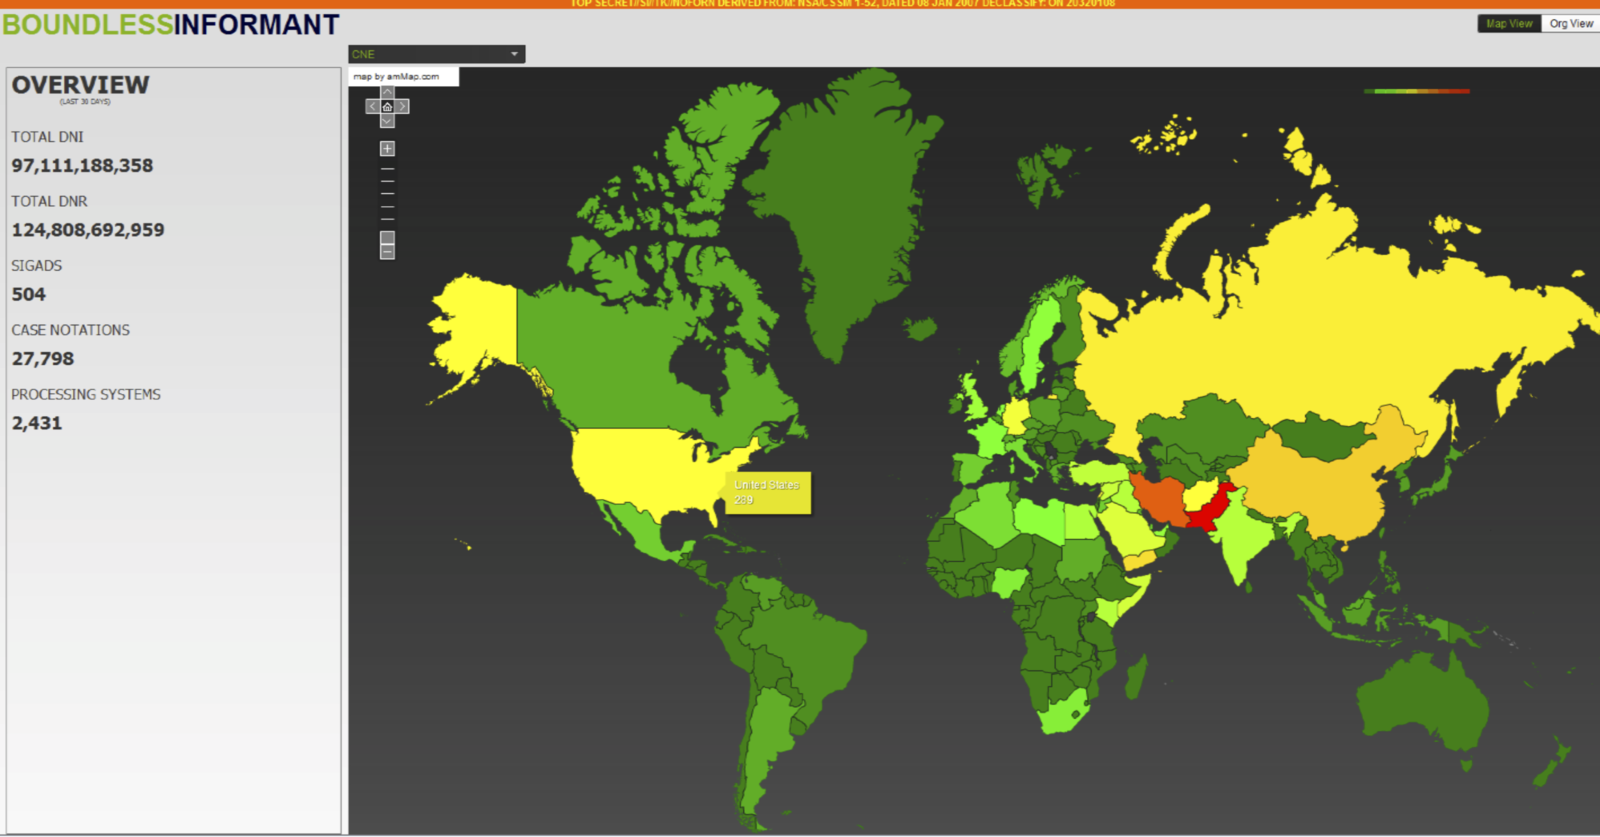 TOP SECRET//SI//TK//NOFORN DERIVED FROM: NSA/CSSM 1-52, DATED 08 JAN 2007 DECLASSIFY: ON 20320108
BOUNDLESSINFORMANT
Map View Org View
CNE
map by amMap.com
OVERVIEW
(LAST 30 DAYS)
TOTAL DNI
97,111,188,358
TOTAL DNR
124,808,692,959
SIGADS
504
CASE NOTATIONS
27,798
PROCESSING SYSTEMS
2,431
United States
289